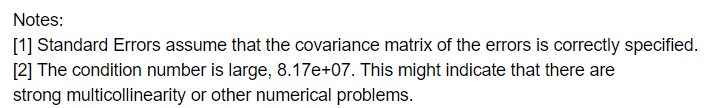 Notes:
[1] Standard Errors assume that the covariance matrix of the errors is correctly specified.
[2] The condition number is large, 8.17e+07. This might indicate that there are
strong multicollinearity or other numerical problems.